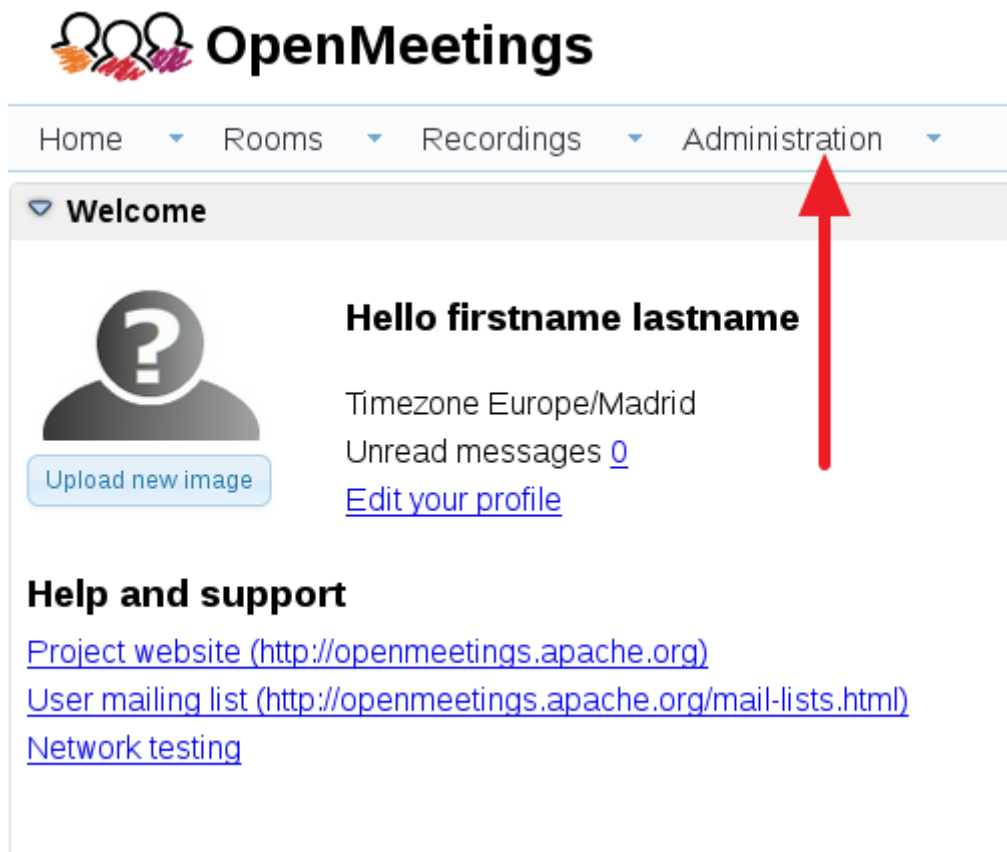 OpenMeetings
Home Rooms Recordings Administration
Welcome
?
Hello firstname lastname
Timezone Europe/Madrid
Unread messages 0
Edit your profile
Upload new image
Help and support
Project website (http://openmeetings.apache.org)
User mailing list (http://openmeetings.apache.org/mail-lists.html)
Network testing